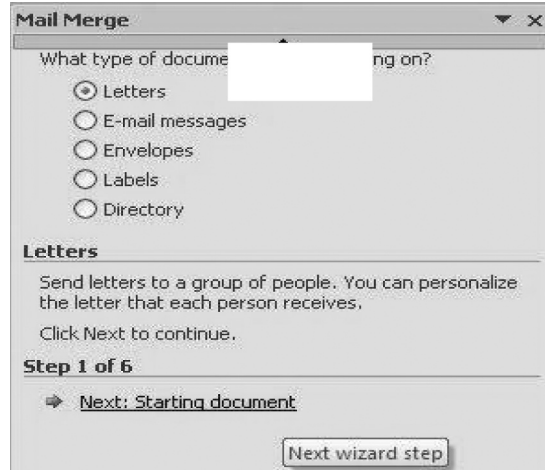 Mail Merge
What type of docume ng on?
Letters
E-mail messages
Envelopes
Labels
Directory
Letters
Send letters to a group of people. You can personalize
the letter that each person receives.
Click Next to continue.
Step 1 of 6
Next: Starting document
Next wizard step